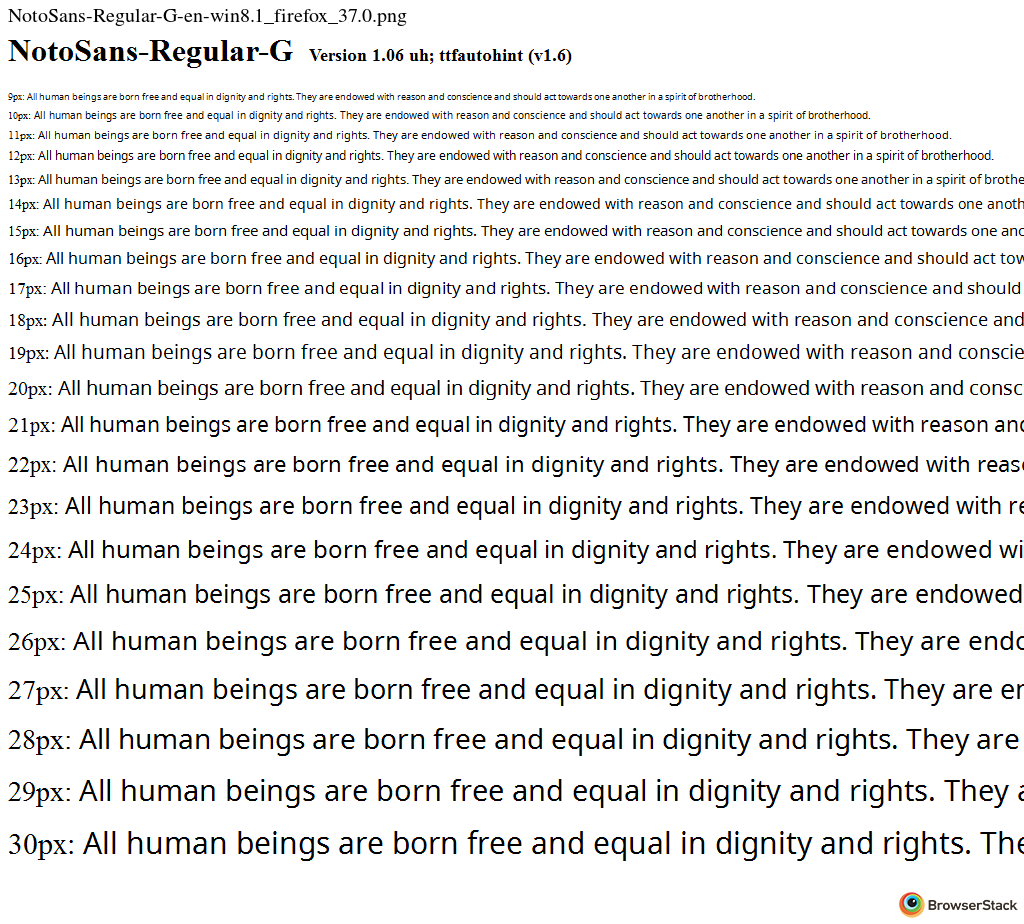 NotoSans-Regular-G-en-win8.1_firefox_37.0.png
NotoSans-Regular-G Version 1.06 uh; ttfautohint (v1.6)
9px: All human beings are born free and equal in dignity and rights. They are endowed with reason and conscience and should act towards one another in a spirit of brotherhood.
10px: All human beings are born free and equal in dignity and rights. They are endowed with reason and conscience and should act towards one another in a spirit of brotherhood.
11px: All human beings are born free and equal in dignity and rights. They are endowed with reason and conscience and should act towards one another in a spirit of brotherhood.
12px: All human beings are born free and equal in dignity and rights. They are endowed with reason and conscience and should act towards one another in a spirit of brotherhood.
13px: All human beings are born free and equal in dignity and rights. They are endowed with reason and conscience and should act towards one another in a spirit of brothe
14px: All human beings are born free and equal in dignity and rights. They are endowed with reason and conscience and should act towards one anoth
15px: All human beings are born free and equal in dignity and rights. They are endowed with reason and conscience and should act towards one ano
16px: All human beings are born free and equal in dignity and rights. They are endowed with reason and conscience and should act tow
17px: All human beings are born free and equal in dignity and rights. They are endowed with reason and conscience and should
18px: All human beings are born free and equal in dignity and rights. They are endowed with reason and conscience and
19px: All human beings are born free and equal in dignity and rights. They are endowed with reason and conscie
20px: All human beings are born free and equal in dignity and rights. They are endowed with reason and consc
21px: All human beings are born free and equal in dignity and rights. They are endowed with reason and
22px: All human beings are born free and equal in dignity and rights. They are endowed with reas
23px: All human beings are born free and equal in dignity and rights. They are endowed with re
24px: All human beings are born free and equal in dignity and rights. They are endowed wi
25px: All human beings are born free and equal in dignity and rights. They are endowed
26px: All human beings are born free and equal in dignity and rights. They are endo
27px: All human beings are born free and equal in dignity and rights. They are en
28px: All human beings are born free and equal in dignity and rights. They are
29px: All human beings are born free and equal in dignity and rights. They a
30px: All human beings are born free and equal in dignity and rights. The
BrowserStack